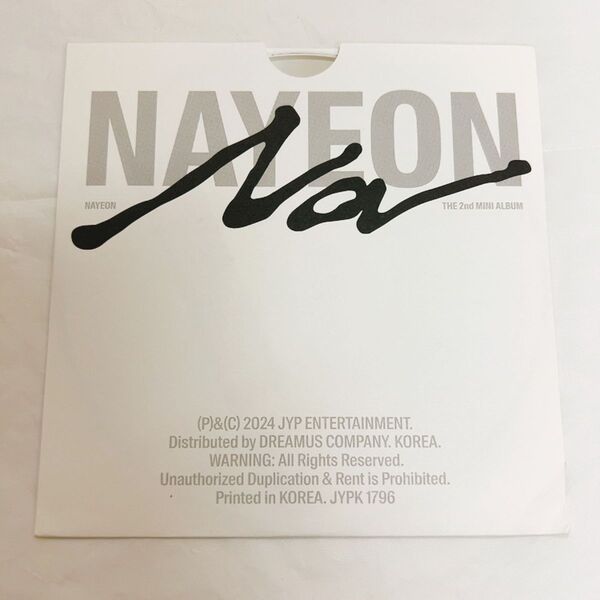 NAYEON
Na
NAYEON
THE 2nd MINI ALBUM
(P)&(C) 2024 JYP ENTERTAINMENT.
Distributed by DREAMUS COMPANY. KOREA.
WARNING: All Rights Reserved.
Unauthorized Duplication & Rent is Prohibited.
Printed in KOREA. JYPK 1796